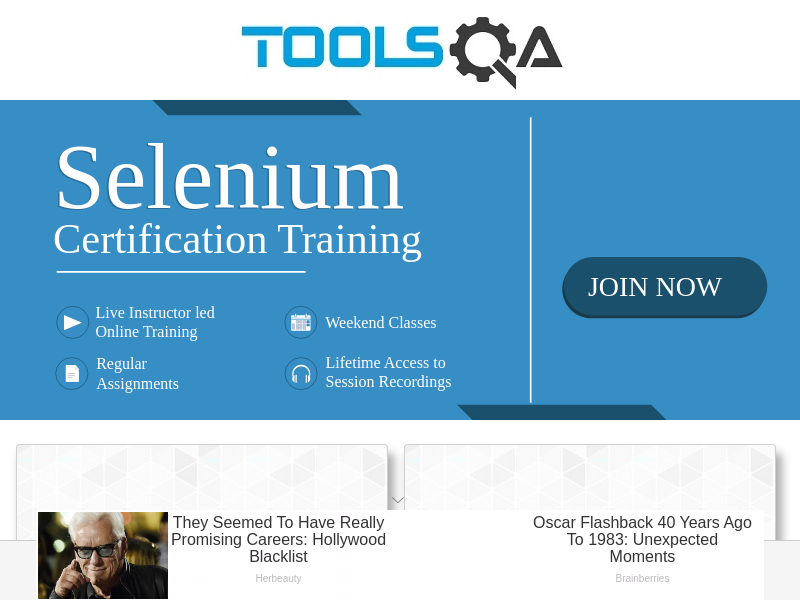 TOOLSQA
Selenium
Certification Training
Live Instructor led
Online Training
Weekend Classes
Regular
Assignments
Lifetime Access to
Session Recordings
JOIN NOW
They Seemed To Have Really
Promising Careers: Hollywood
Blacklist
Herbeauty
Oscar Flashback 40 Years Ago
To 1983: Unexpected
Moments
Brainberries